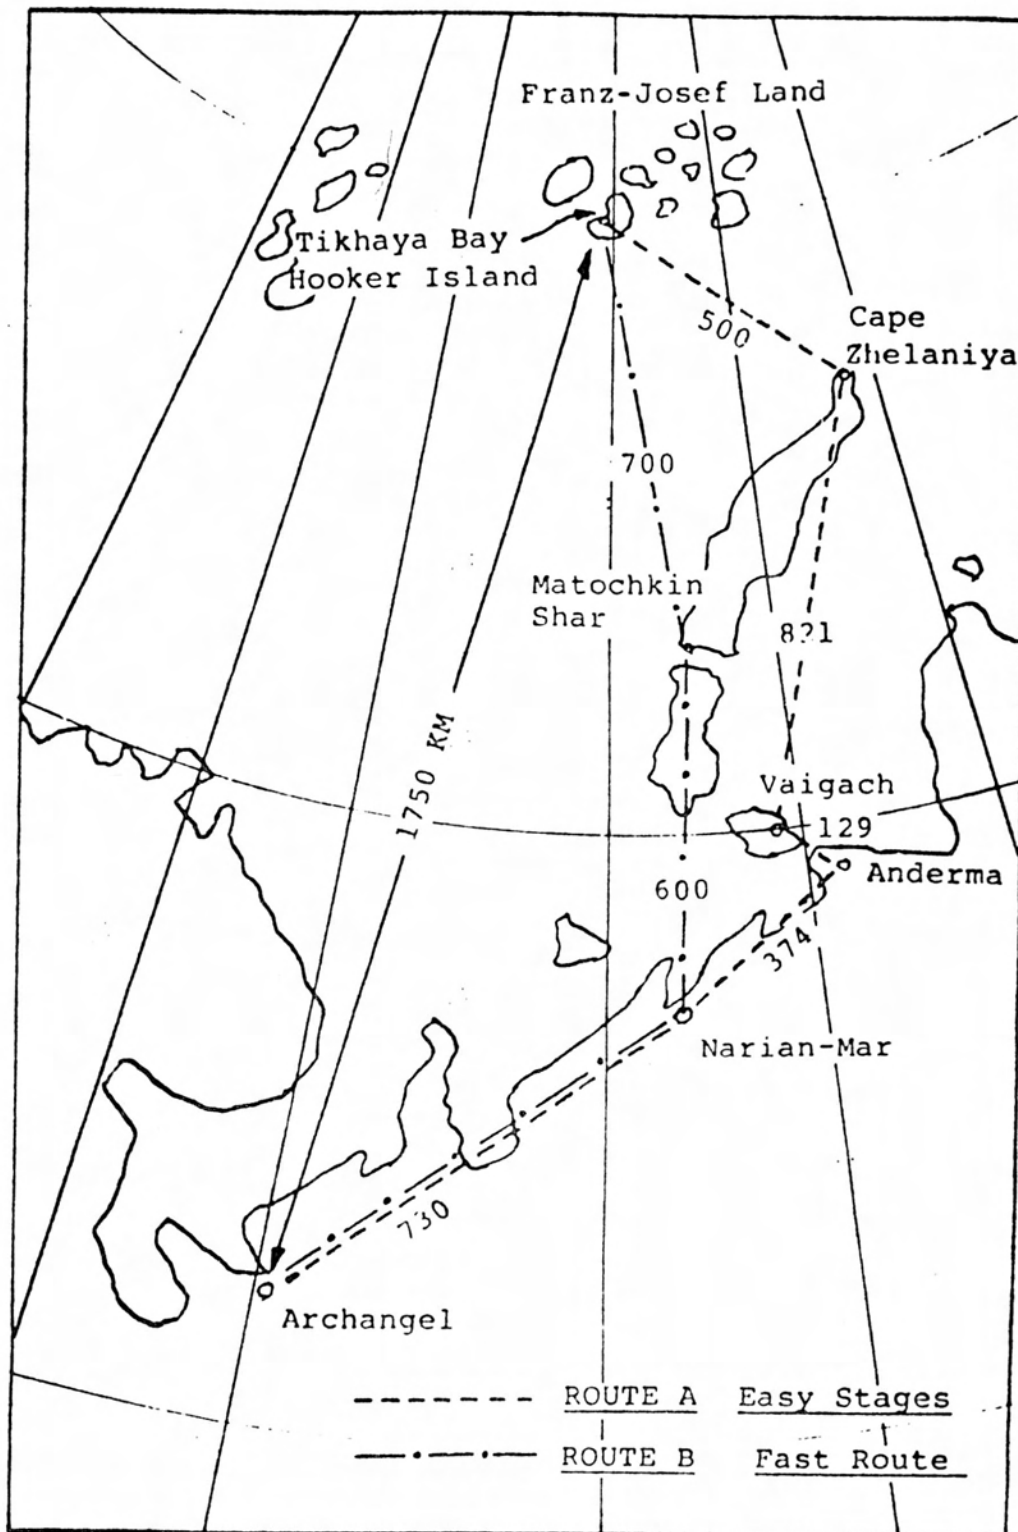 Franz-Josef Land
Tikhaya Bay
Hooker Island
500
Cape
Zhelaniya
700
Matochkin
Shar
821
1750 KM
Vaigach
129
Anderma
600
374
Narian-Mar
730
Archangel
ROUTE A Easy Stages
ROUTE B Fast Route